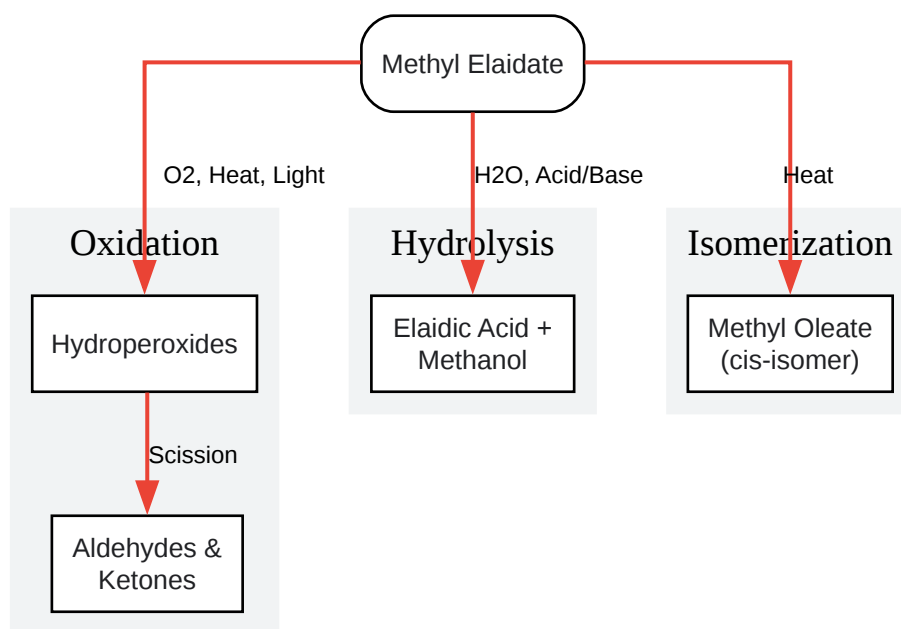 Methyl Elaidate
O2, Heat, Light
H2O, Acid/Base
Heat
Oxidation
Hydrolysis
Isomerization
Hydroperoxides
Elaidic Acid +
Methanol
Methyl Oleate
(cis-isomer)
Scission
Aldehydes &
Ketones